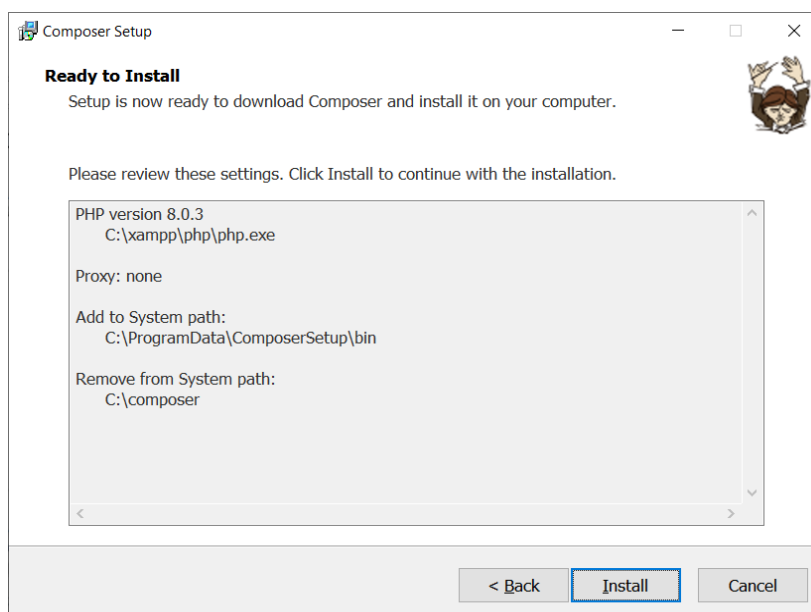 Composer Setup
Ready to Install
Setup is now ready to download Composer and install it on your computer.
Please review these settings. Click Install to continue with the installation.
PHP version 8.0.3
C:\xampp\php\php.exe
Proxy: none
Add to System path:
C:\ProgramData\ComposerSetup\bin
Remove from System path:
C:\composer
< Back
Install
Cancel